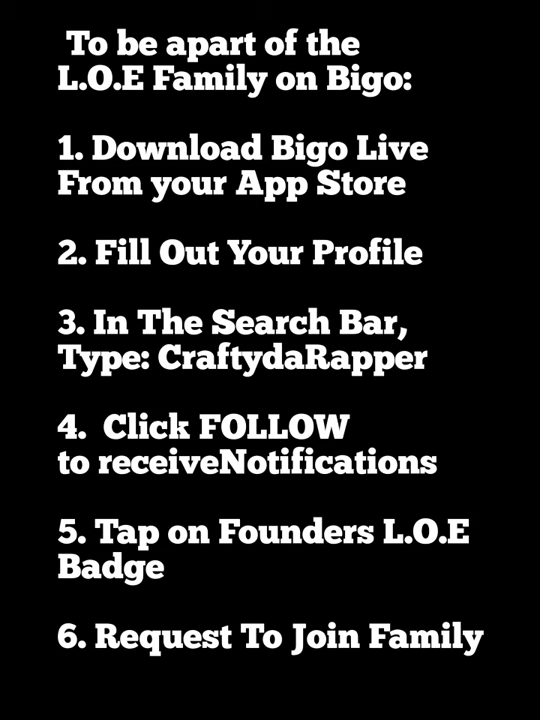 To be apart of the
L.O.E Family on Bigo:
1. Download Bigo Live
From your App Store
2. Fill Out Your Profile
3. In The Search Bar,
Type: CraftydaRapper
4. Click FOLLOW
to receiveNotifications
5. Tap on Founders L.O.E
Badge
6. Request To Join Family